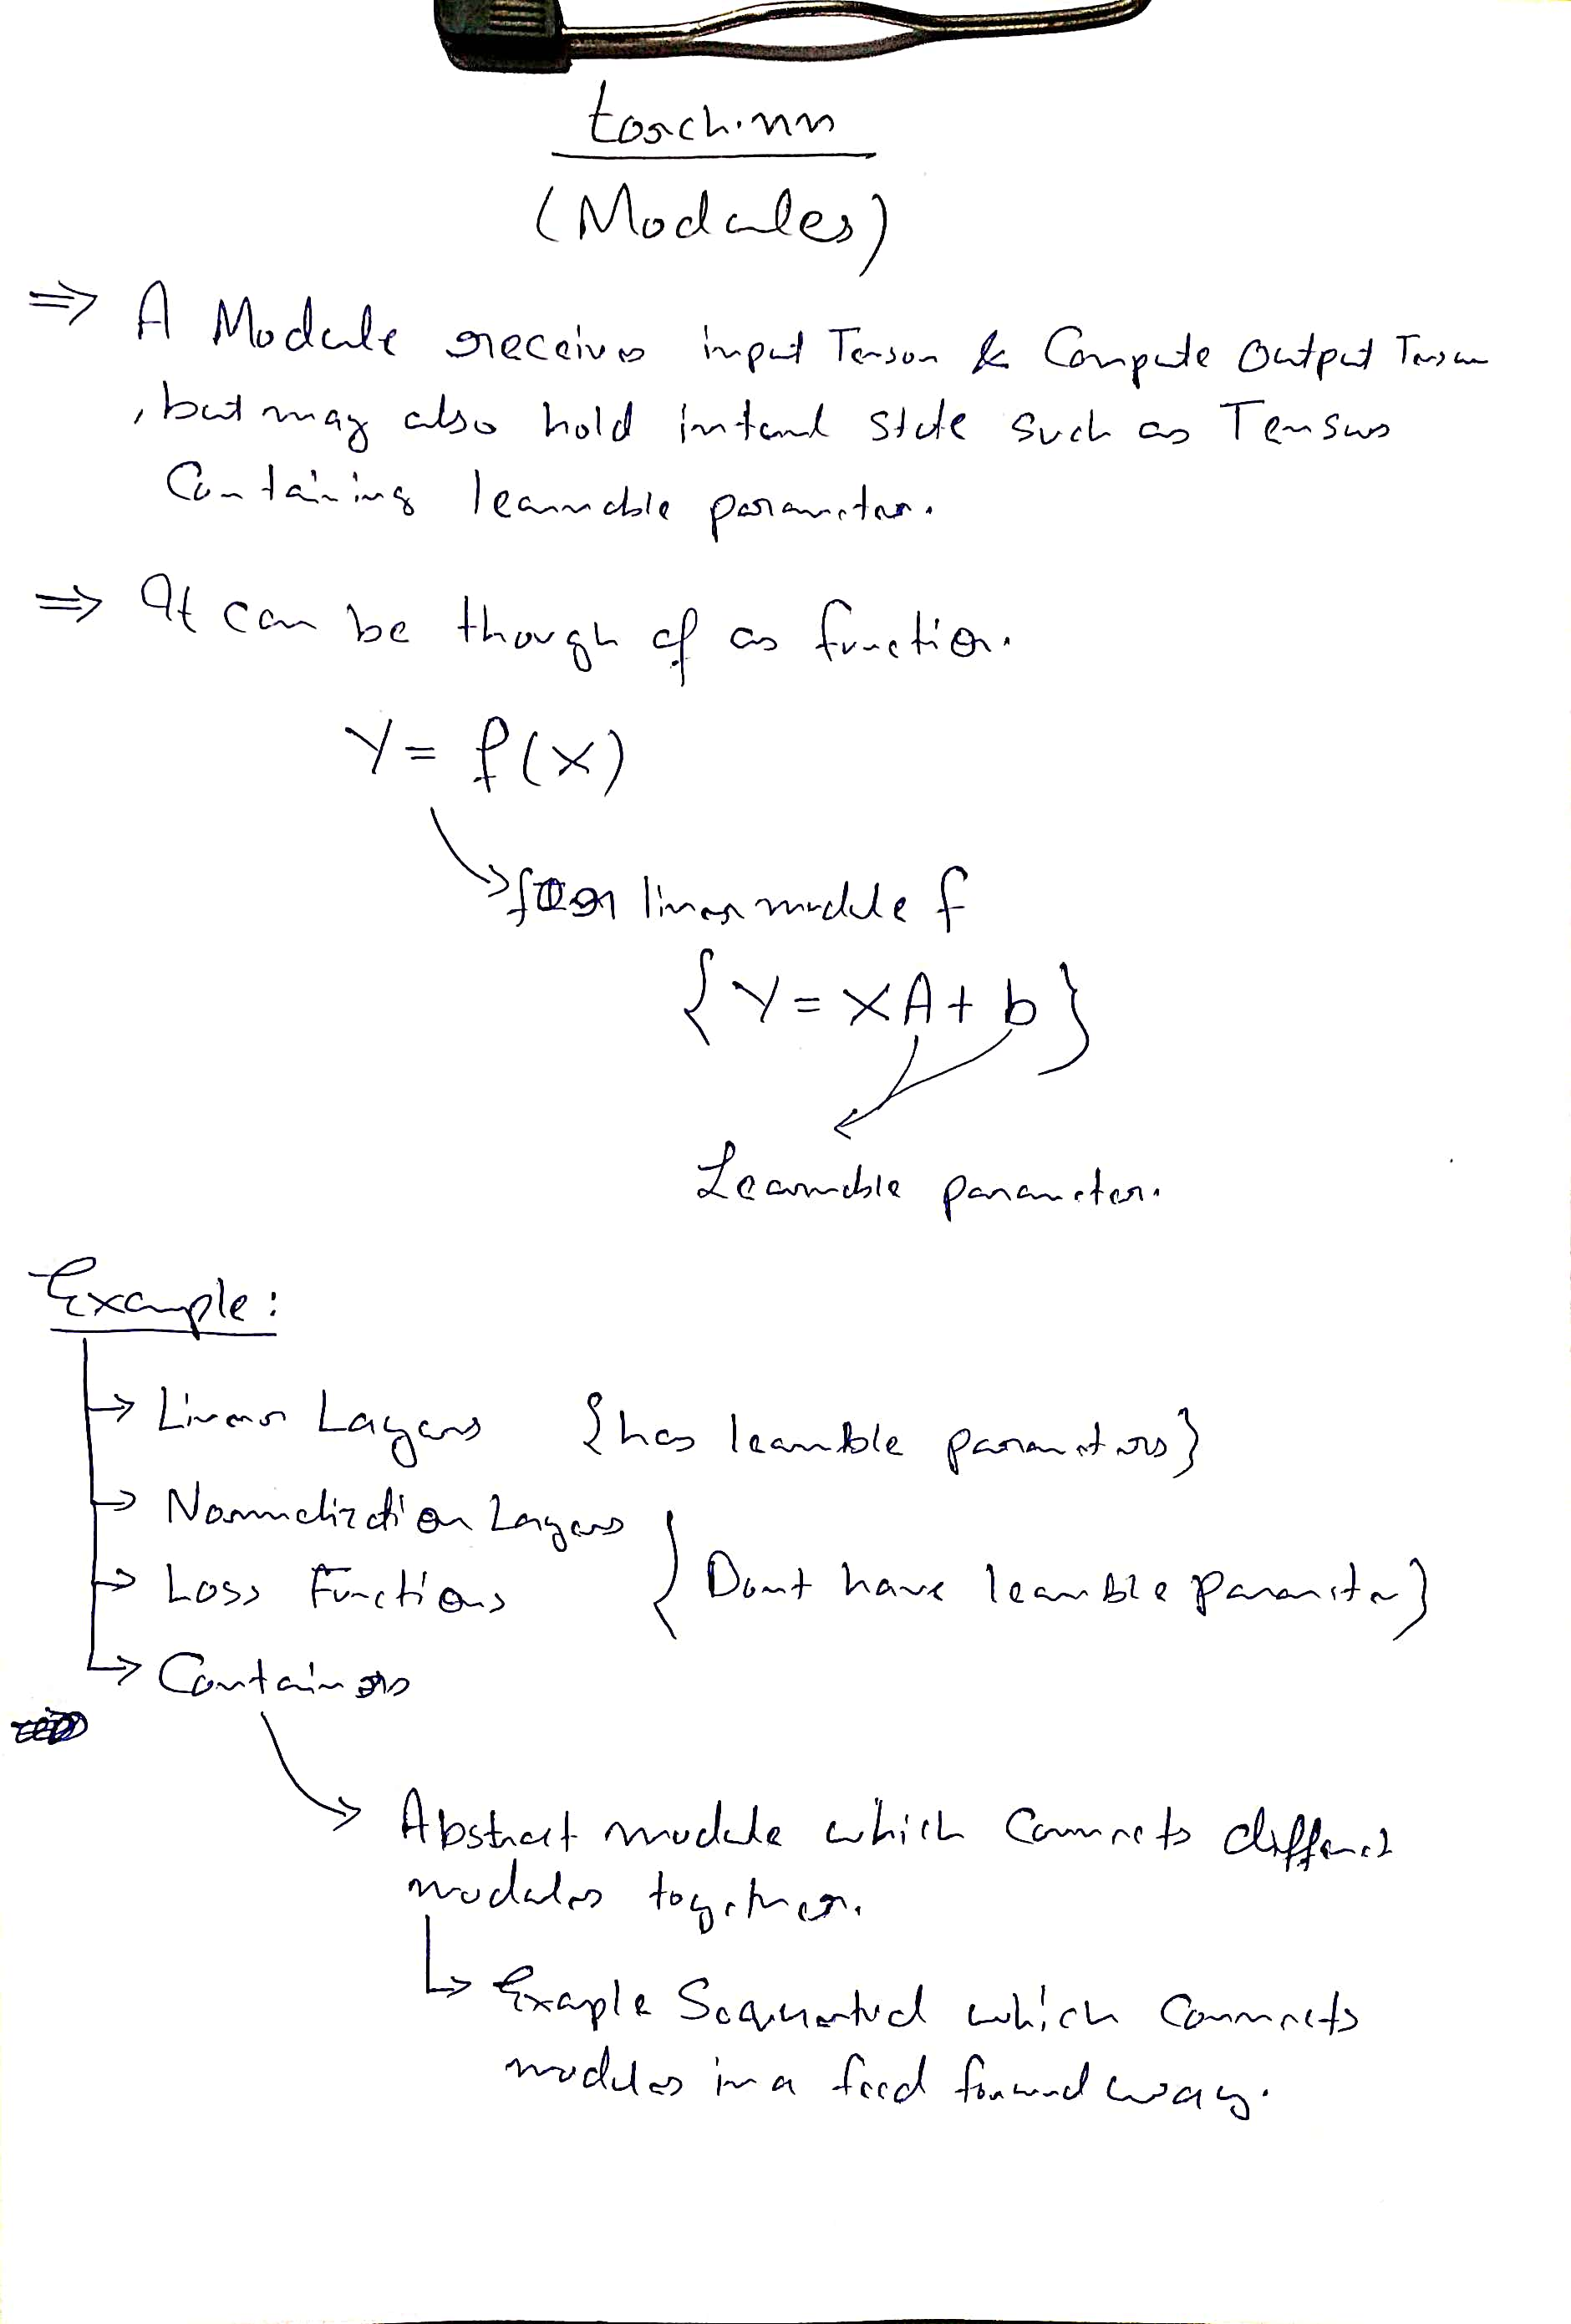 torch.nn
(Modules)
⇒ A Module receives input Tensor & Compute Output Tensor
, but may also hold internal state such as Tensors
Containing learnable parameter.
⇒ It can be though of as function.
Y = f(X)
for linear module f
{Y = XA + b}
Learnable parameter.
Example:
→ Linear Layers {has learnable parameters}
→ Normalization Layers
→ Loss Functions } Dont have learnable parameter}
→ Containers
→ Abstract module which connects different
modules together.
↳ Exaple Sequential which connects
modules in a feed forward way.